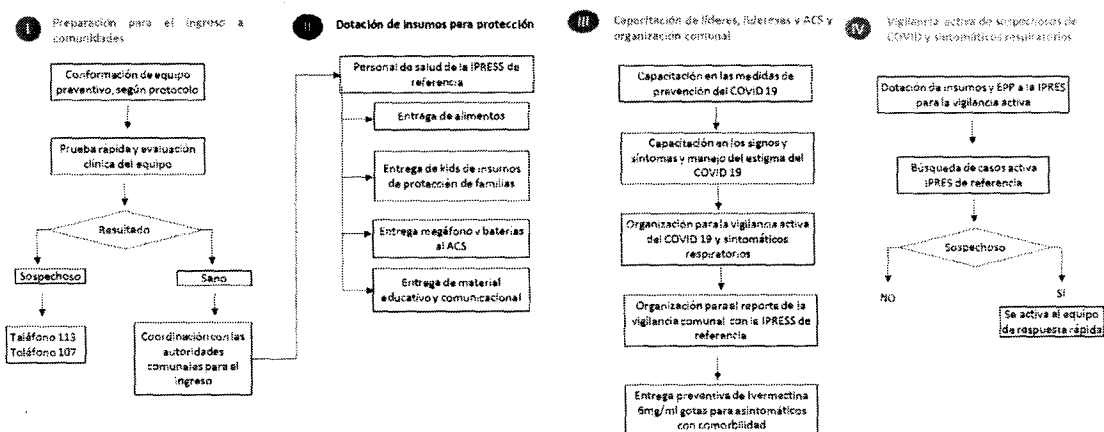 I
Preparación para el ingreso a
comunidades
Conformación de equipo
preventivo, según protocolo
Prueba rápida y evaluación
clínica del equipo
Resultado
Sospechoso
Sano
Teléfono 113
Teléfono 107
Coordinación con las
autoridades
comunales para el
ingreso
II
Dotación de insumos para protección
Personal de salud de la IPRESS de
referencia
Entrega de alimentos
Entrega de kids de insumos
de protección de familias
Entrega megáfono y baterías
al ACS
Entrega de material
educativo y comunicacional
III
Capacitación de líderes, lideresas y ACS y
organización comunal
Capacitación en las medidas de
prevención del COVID 19
Capacitación en los signos y
síntomas y manejo del estigma del
COVID 19
Organización para la vigilancia activa
del COVID 19 y sintomáticos
respiratorios
Organización para el reporte de la
vigilancia comunal con la IPRESS de
referencia
Entrega preventiva de Ivermectina
6mg/ml gotas para asintomáticos
con comorbilidad
IV
Vigilancia activa de sospechosos de
COVID y sintomáticos respiratorios
Dotación de insumos y EPP a la IPRES
para la vigilancia activa
Búsqueda de casos activa
IPRES de referencia
Sospechoso
NO
SI
Se activa el equipo
de respuesta rápida